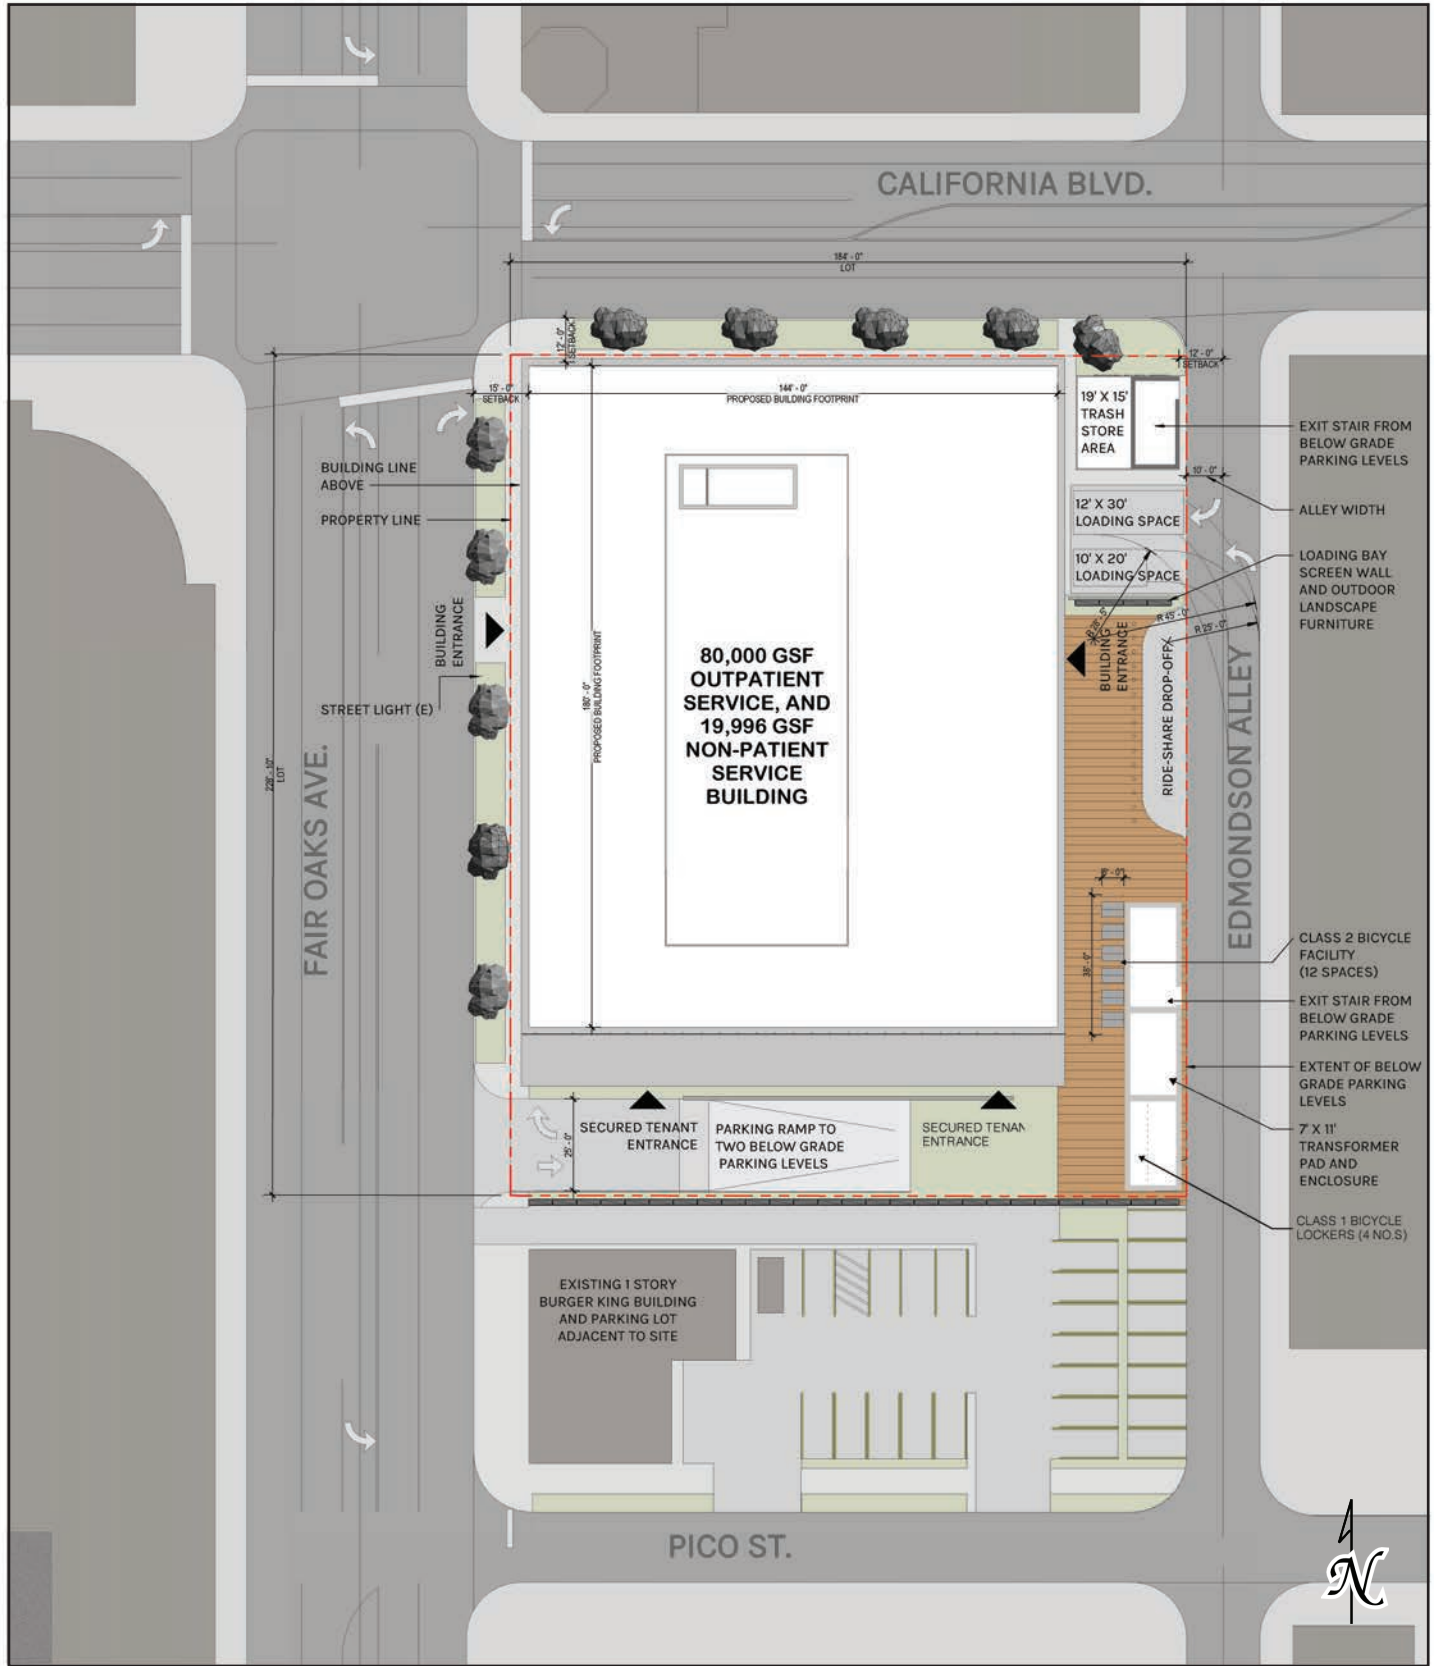 CALIFORNIA BLVD.
184' - 0"
LOT
12' - 0"
SETBACK
12' - 0"
SETBACK
15' - 0"
SETBACK
144' - 0"
PROPOSED BUILDING FOOTPRINT
19' X 15'
TRASH
STORE
AREA
EXIT STAIR FROM
BELOW GRADE
PARKING LEVELS
BUILDING LINE
ABOVE
10' - 0"
PROPERTY LINE
12' X 30'
LOADING SPACE
ALLEY WIDTH
10' X 20'
LOADING SPACE
LOADING BAY
SCREEN WALL
AND OUTDOOR
LANDSCAPE
FURNITURE
BUILDING
ENTRANCE
R 45' - 0"
R 25' - 0"
BUILDING
ENTRANCE
180' - 0"
PROPOSED BUILDING FOOTPRINT
80,000 GSF
OUTPATIENT
SERVICE, AND
19,996 GSF
NON-PATIENT
SERVICE
BUILDING
STREET LIGHT (E)
RIDE-SHARE DROP-OFF
EDMONDSON ALLEY
LOT
FAIR OAKS AVE.
CLASS 2 BICYCLE
FACILITY
(12 SPACES)
EXIT STAIR FROM
BELOW GRADE
PARKING LEVELS
EXTENT OF BELOW
GRADE PARKING
LEVELS
7' X 11'
TRANSFORMER
PAD AND
ENCLOSURE
CLASS 1 BICYCLE
LOCKERS (4 NO.S)
25' - 0"
SECURED TENANT
ENTRANCE
PARKING RAMP TO
TWO BELOW GRADE
PARKING LEVELS
SECURED TENAN
ENTRANCE
EXISTING 1 STORY
BURGER KING BUILDING
AND PARKING LOT
ADJACENT TO SITE
PICO ST.
N